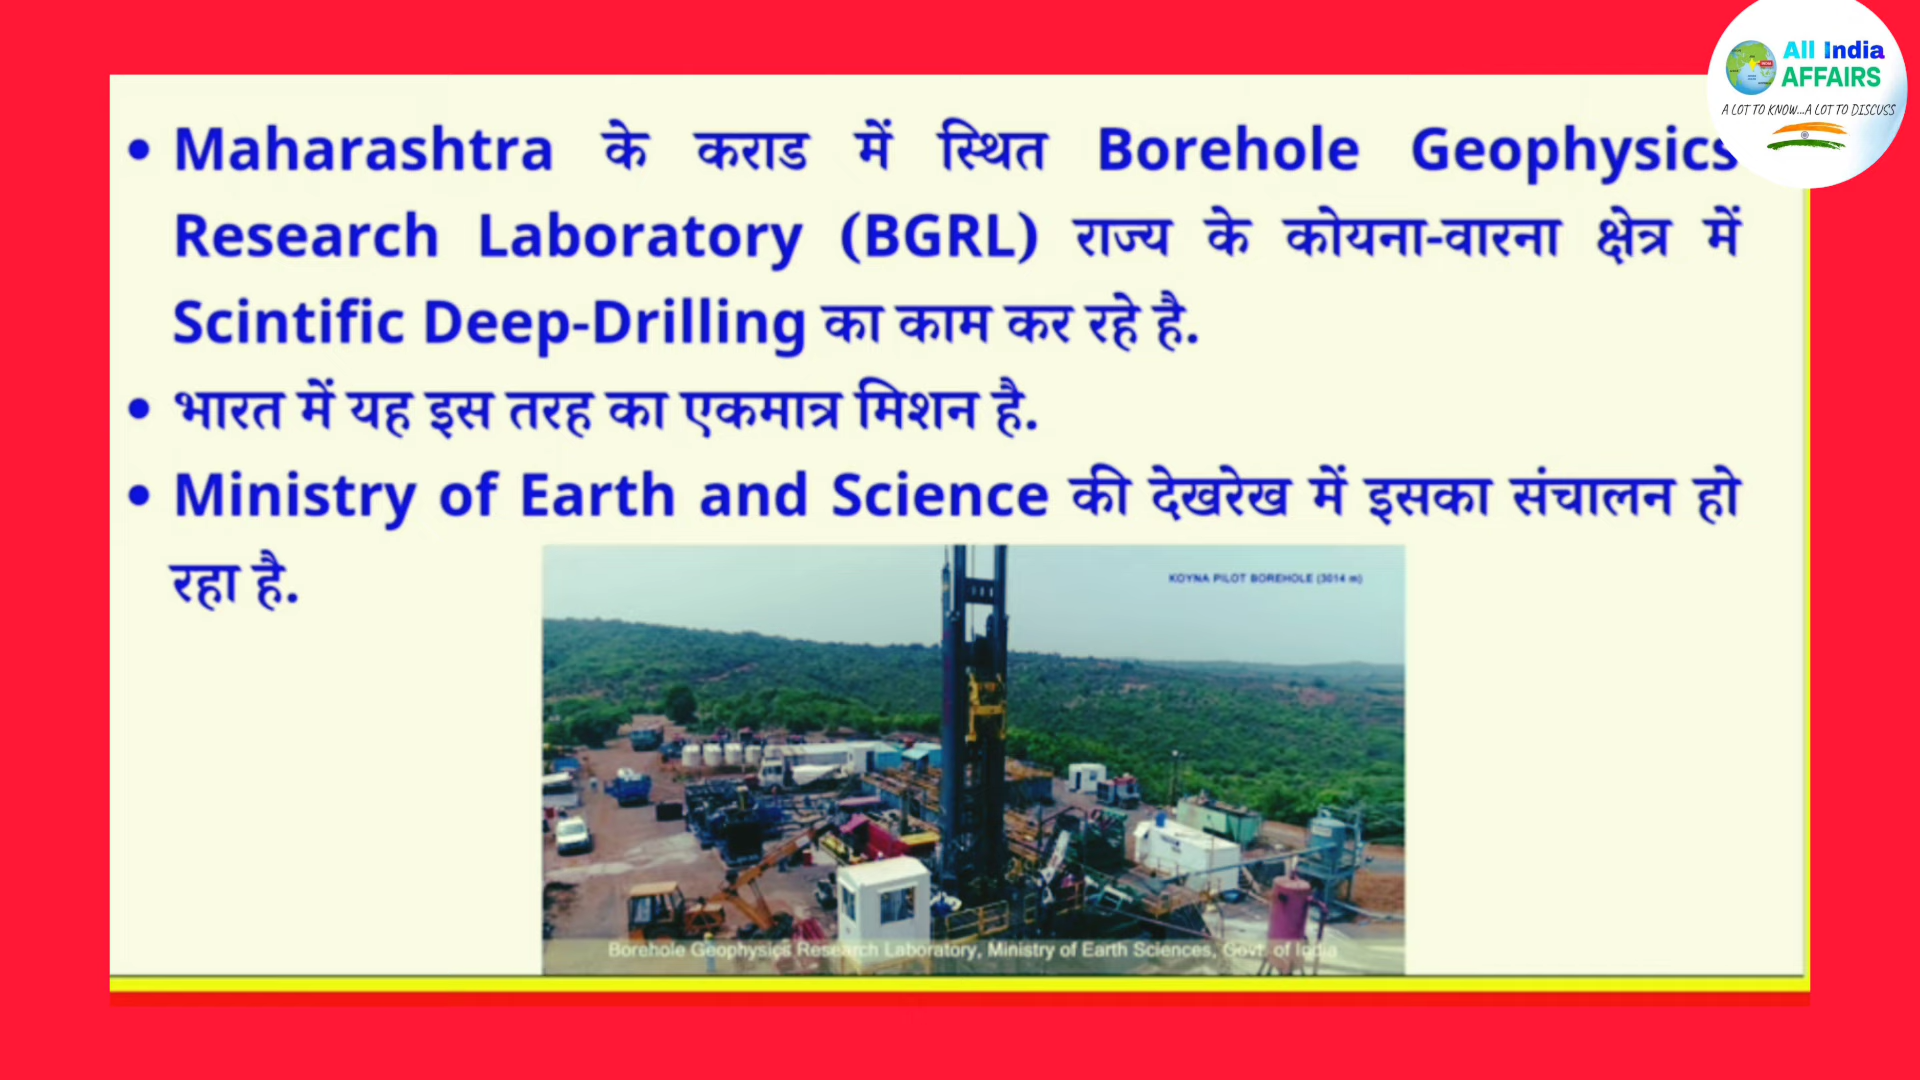 All India
AFFAIRS
A LOT TO KNOW...A LOT TO DISCUSS
• Maharashtra के कराड में स्थित Borehole Geophysics
Research Laboratory (BGRL) राज्य के कोयना-वारना क्षेत्र में
Scintific Deep-Drilling का काम कर रहे है.
• भारत में यह इस तरह का एकमात्र मिशन है.
• Ministry of Earth and Science की देखरेख में इसका संचालन हो
रहा है.
KOYNA PILOT BOREHOLE (3014 m)
Borehole Geophysics Research Laboratory, Ministry of Earth Sciences, Govt. of India